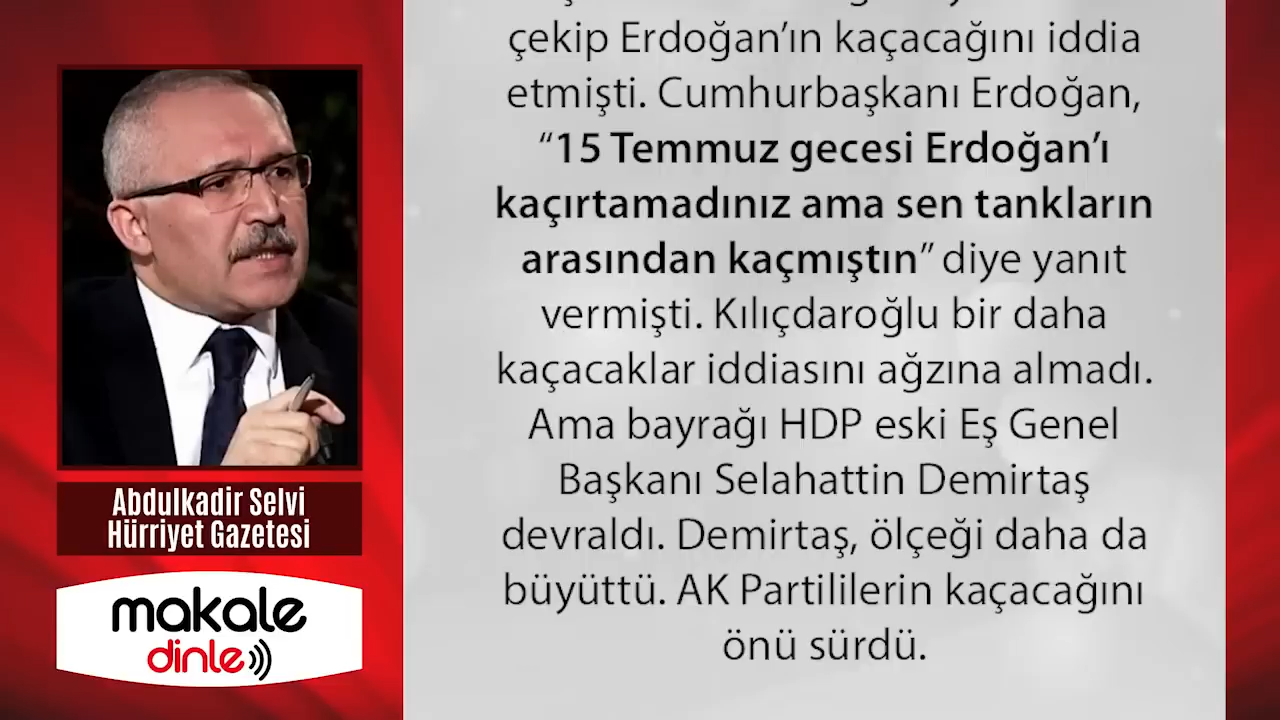 çekip Erdoğan’ın kaçacağını iddia
etmişti. Cumhurbaşkanı Erdoğan,
“15 Temmuz gecesi Erdoğan’ı
kaçırtamadınız ama sen tankların
arasından kaçmıştın” diye yanıt
vermişti. Kılıçdaroğlu bir daha
kaçacaklar iddiasını ağzına almadı.
Ama bayrağı HDP eski Eş Genel
Başkanı Selahattin Demirtaş
devraldı. Demirtaş, ölçeği daha da
büyüttü. AK Partililerin kaçacağını
önü sürdü.
Abdulkadir Selvi
Hürriyet Gazetesi
makale
dinle